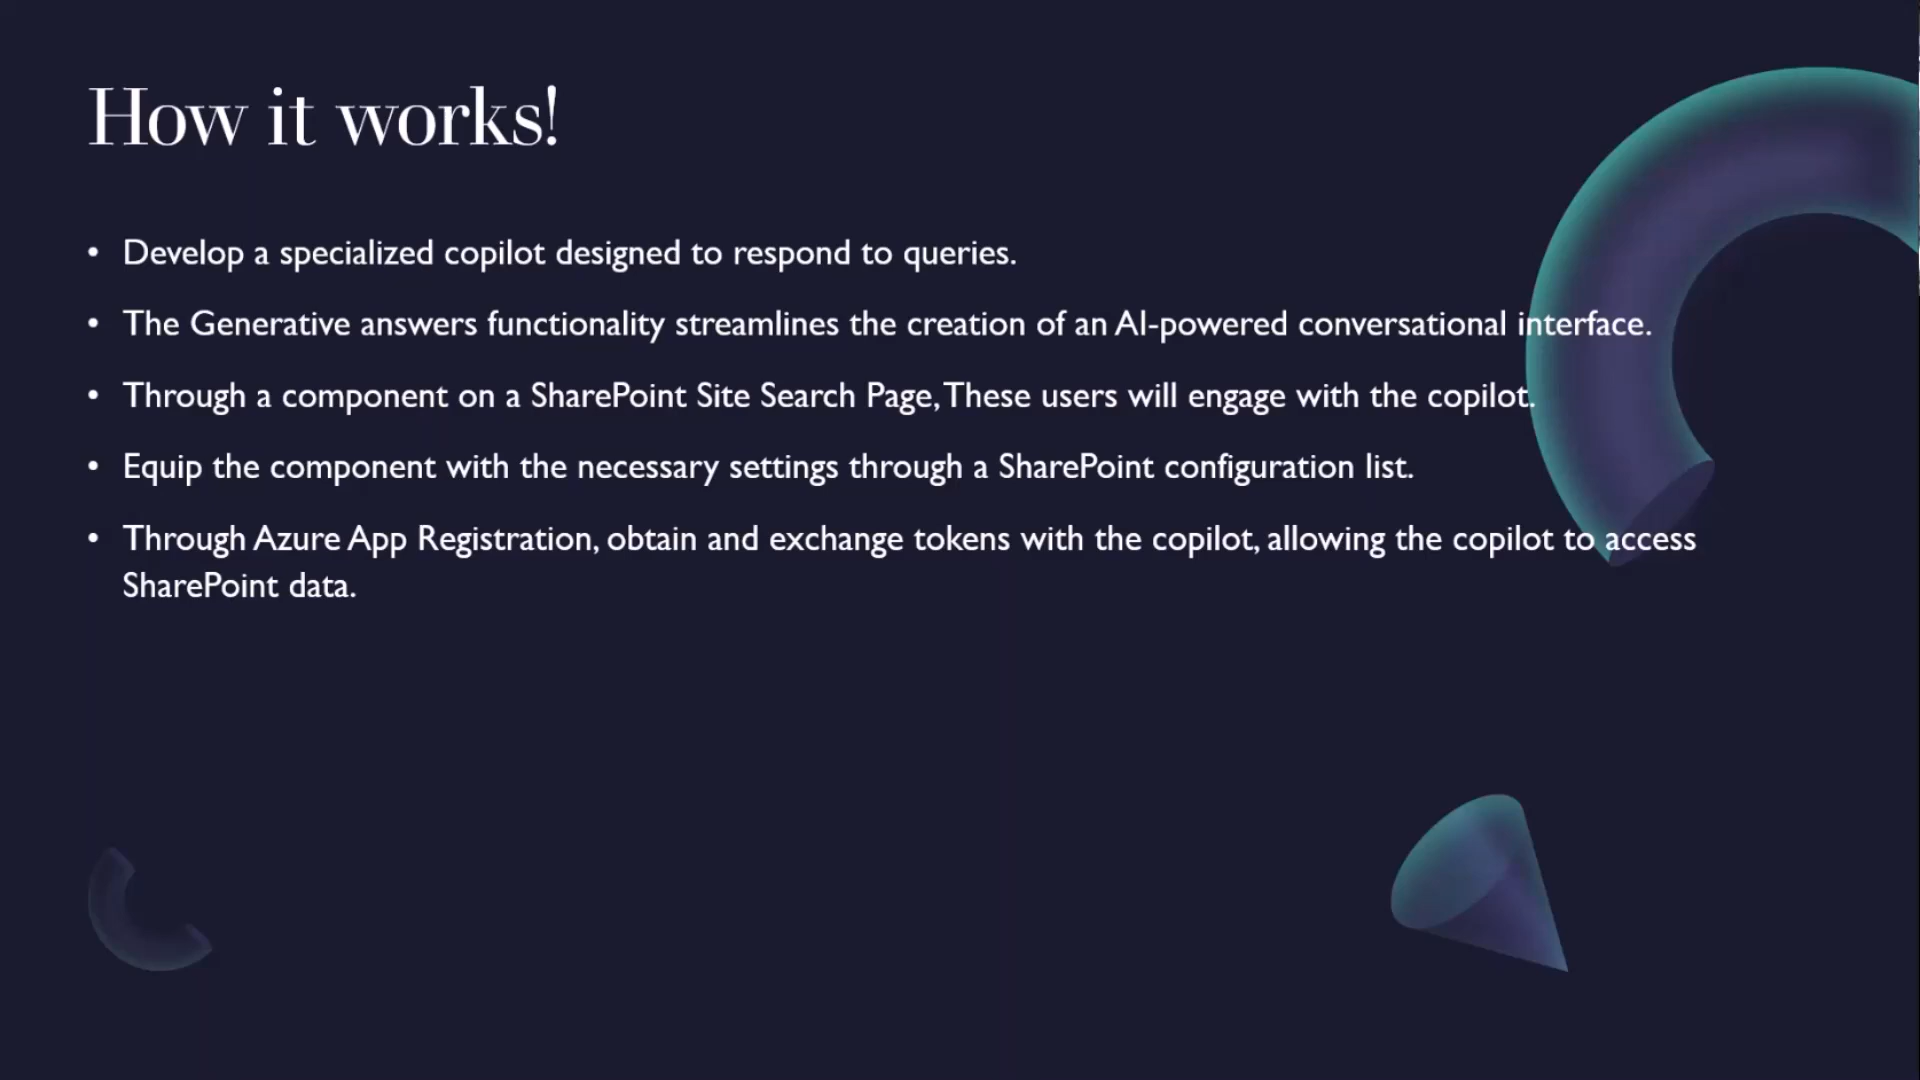 How it works!
• Develop a specialized copilot designed to respond to queries.
• The Generative answers functionality streamlines the creation of an AI-powered conversational interface.
• Through a component on a SharePoint Site Search Page, These users will engage with the copilot.
• Equip the component with the necessary settings through a SharePoint configuration list.
• Through Azure App Registration, obtain and exchange tokens with the copilot, allowing the copilot to access
SharePoint data.